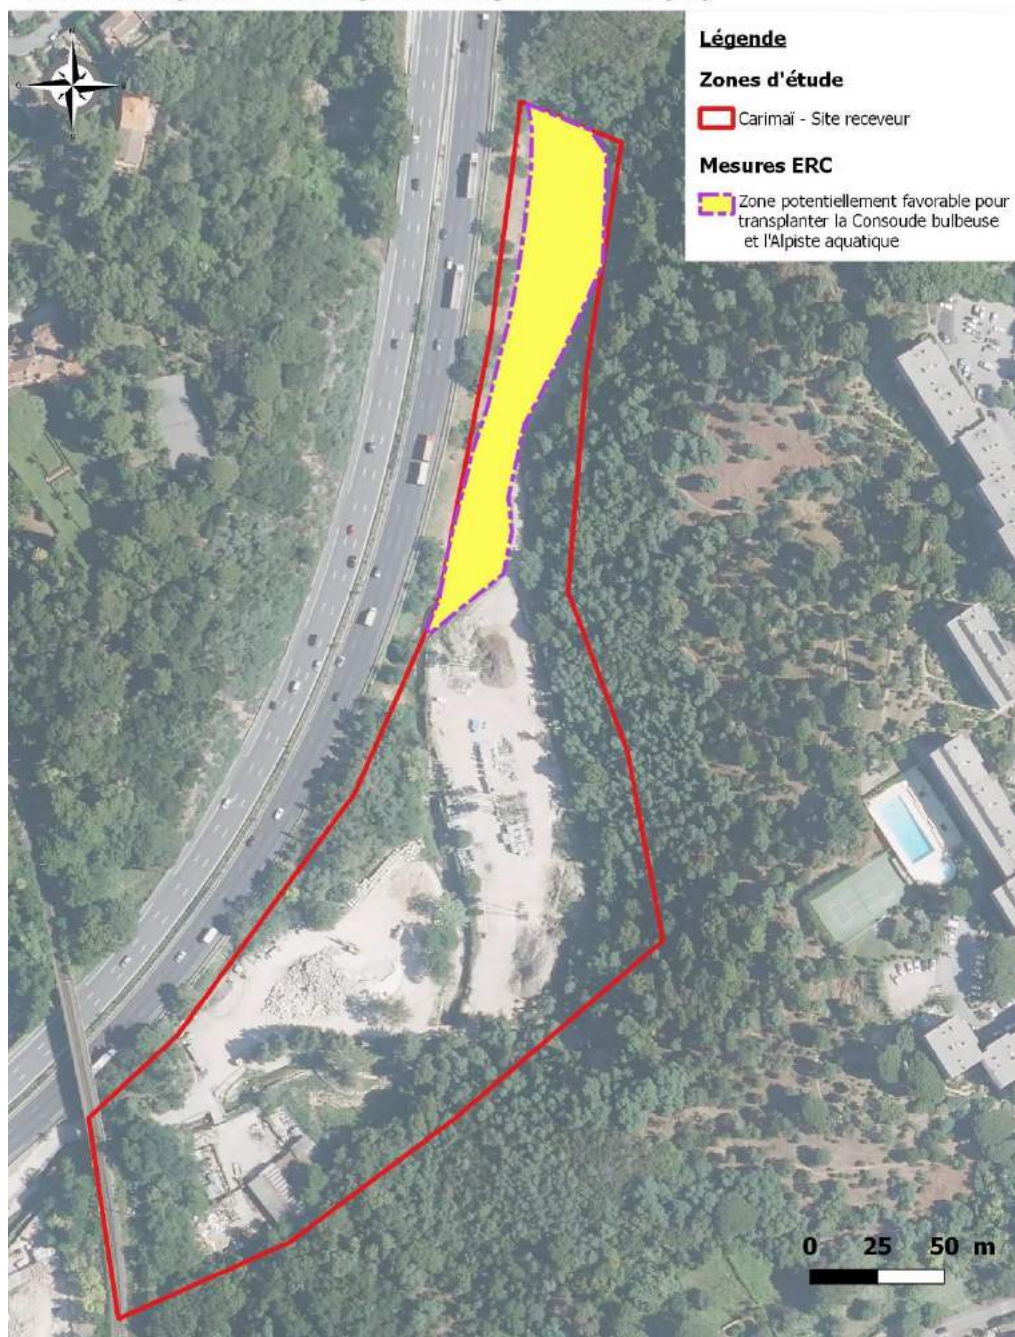 Légende
Zones d'étude
Carimaï - Site receveur
Mesures ERC
Zone potentiellement favorable pour
transplanter la Consoude bulbeuse
et l'Alpiste aquatique
N
0 25 50 m